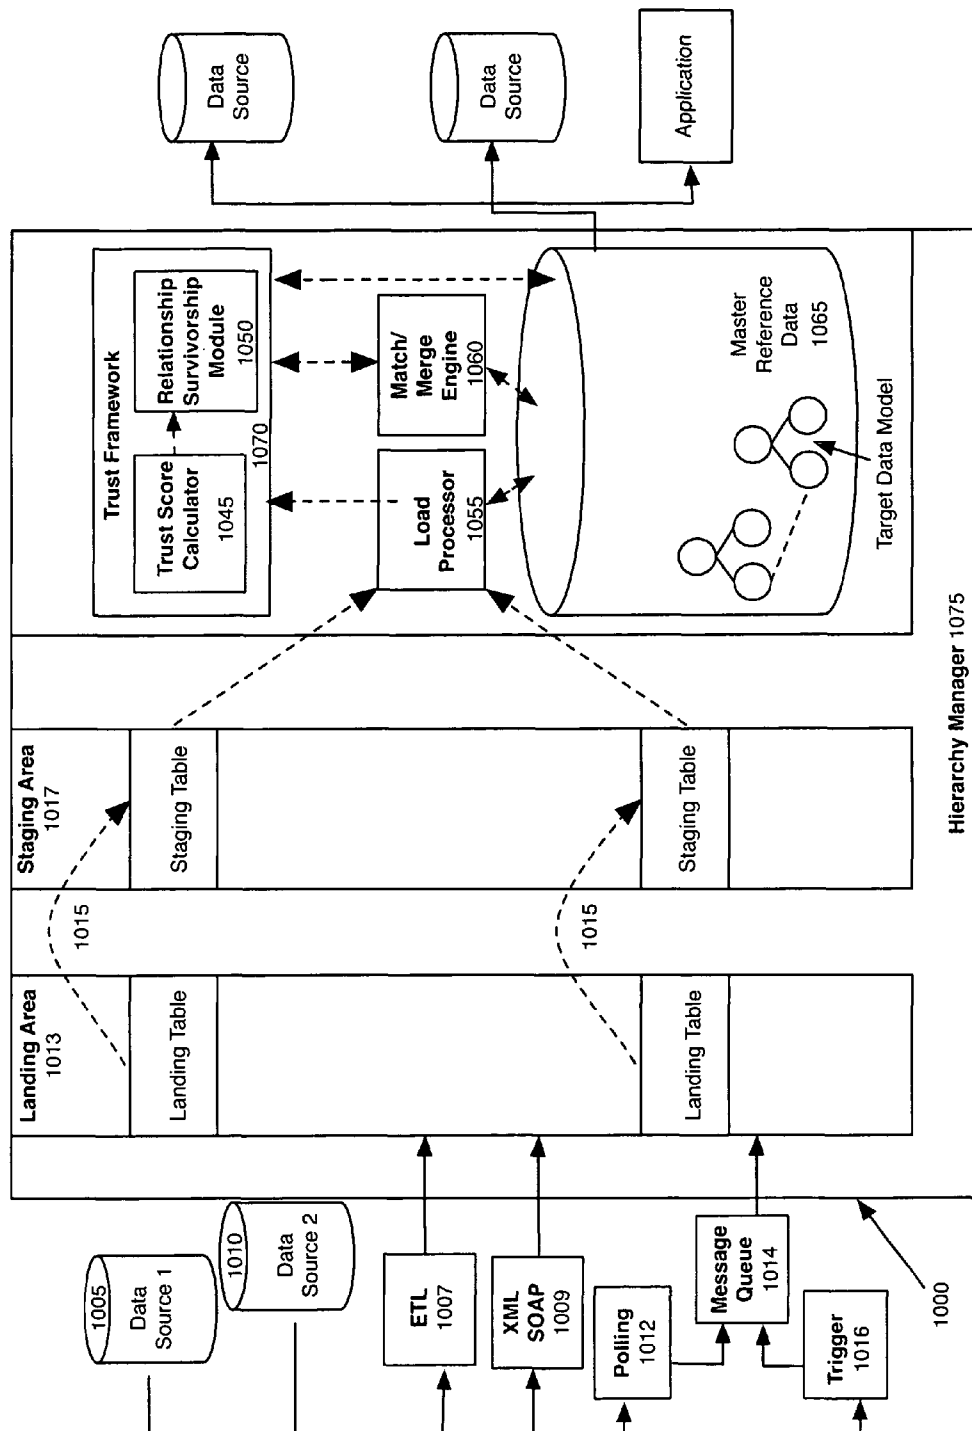 1005
Data
Source 1
1010
Data
Source 2
ETL
1007
XML
SOAP
1009
Polling
1012
Message
Queue
1014
Trigger
1016
1000
Landing Area
1013
Landing Table
Landing Table
1015
1015
Staging Area
1017
Staging Table
Staging Table
Trust Framework
Trust Score
Calculator
1045
Relationship
Survivorship
Module
1050
1070
Load
Processor
1055
Match/
Merge
Engine
1060
Master
Reference
Data
1065
Target Data Model
Data
Source
Data
Source
Application
Hierarchy Manager 1075